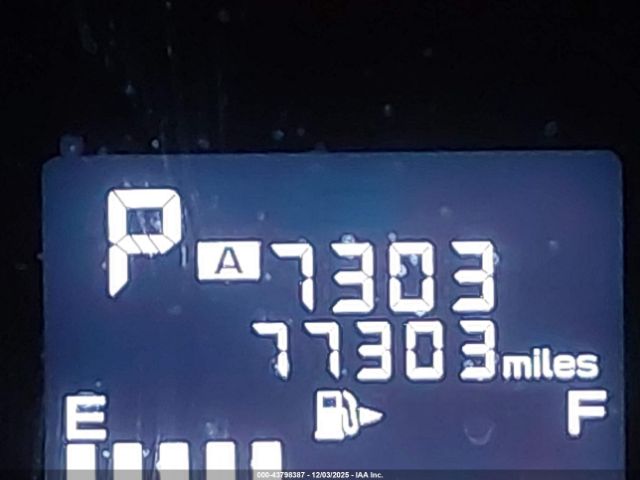 P
A 7303
77303 miles
E F
000-43798387 - 12/03/2025 - IAA Inc.